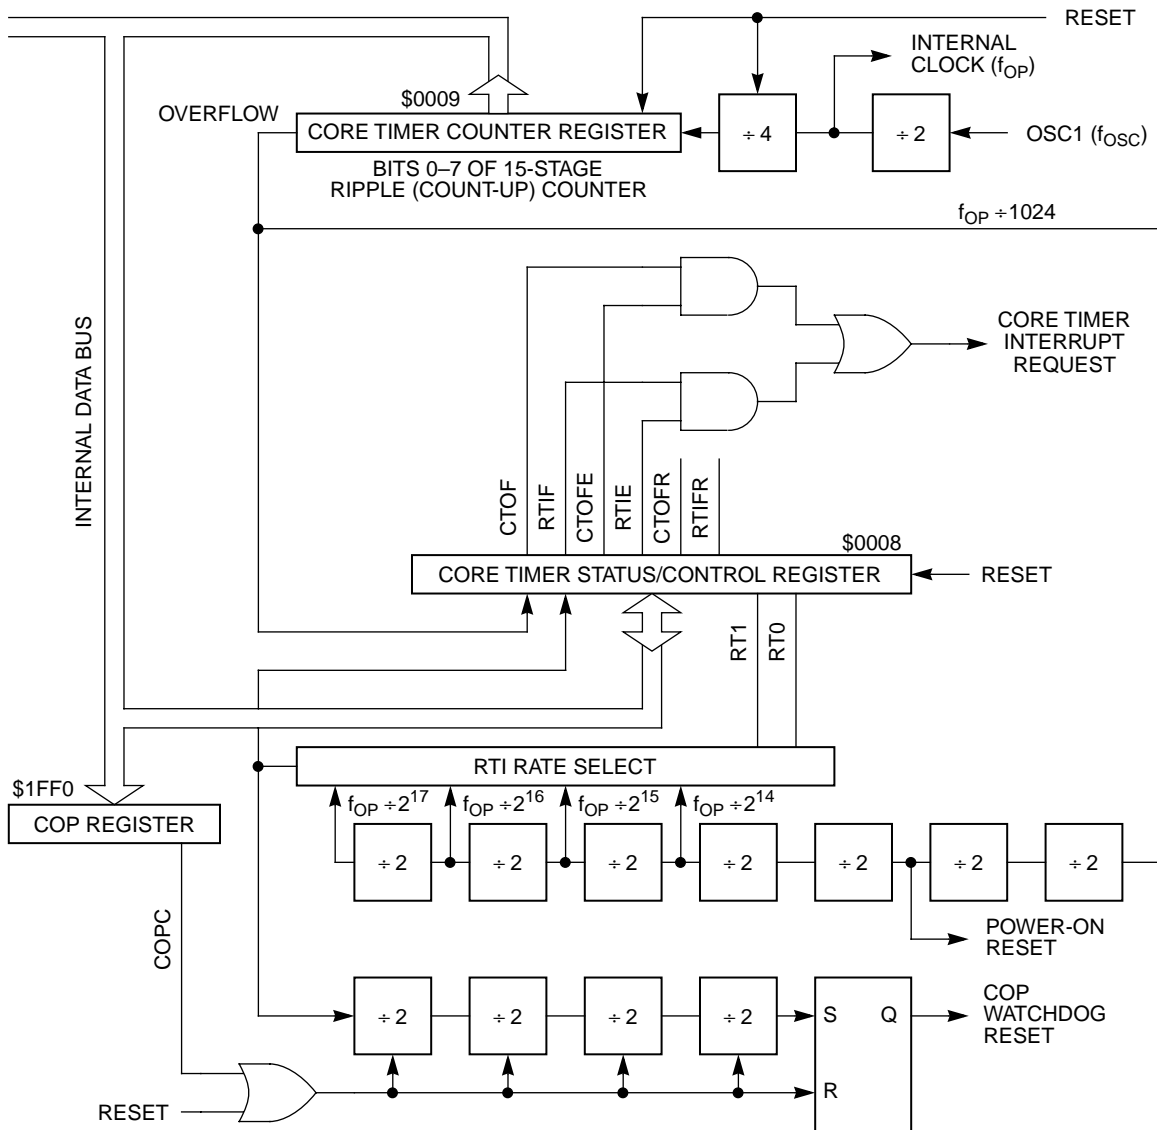 RESET
INTERNAL
CLOCK (fOP)
$0009
OVERFLOW
CORE TIMER COUNTER REGISTER
÷ 4
÷ 2
OSC1 (fOSC)
BITS 0–7 OF 15-STAGE
RIPPLE (COUNT-UP) COUNTER
fOP ÷1024
INTERNAL DATA BUS
CORE TIMER
INTERRUPT
REQUEST
CTOF
RTIF
CTOFE
RTIE
CTOFR
RTIFR
$0008
CORE TIMER STATUS/CONTROL REGISTER
RESET
RT1
RT0
RTI RATE SELECT
$1FF0
COP REGISTER
fOP ÷2^17
fOP ÷2^16
fOP ÷2^15
fOP ÷2^14
÷ 2
÷ 2
÷ 2
÷ 2
÷ 2
÷ 2
÷ 2
POWER-ON
RESET
COPC
÷ 2
÷ 2
÷ 2
÷ 2
S
Q
COP
WATCHDOG
RESET
R
RESET